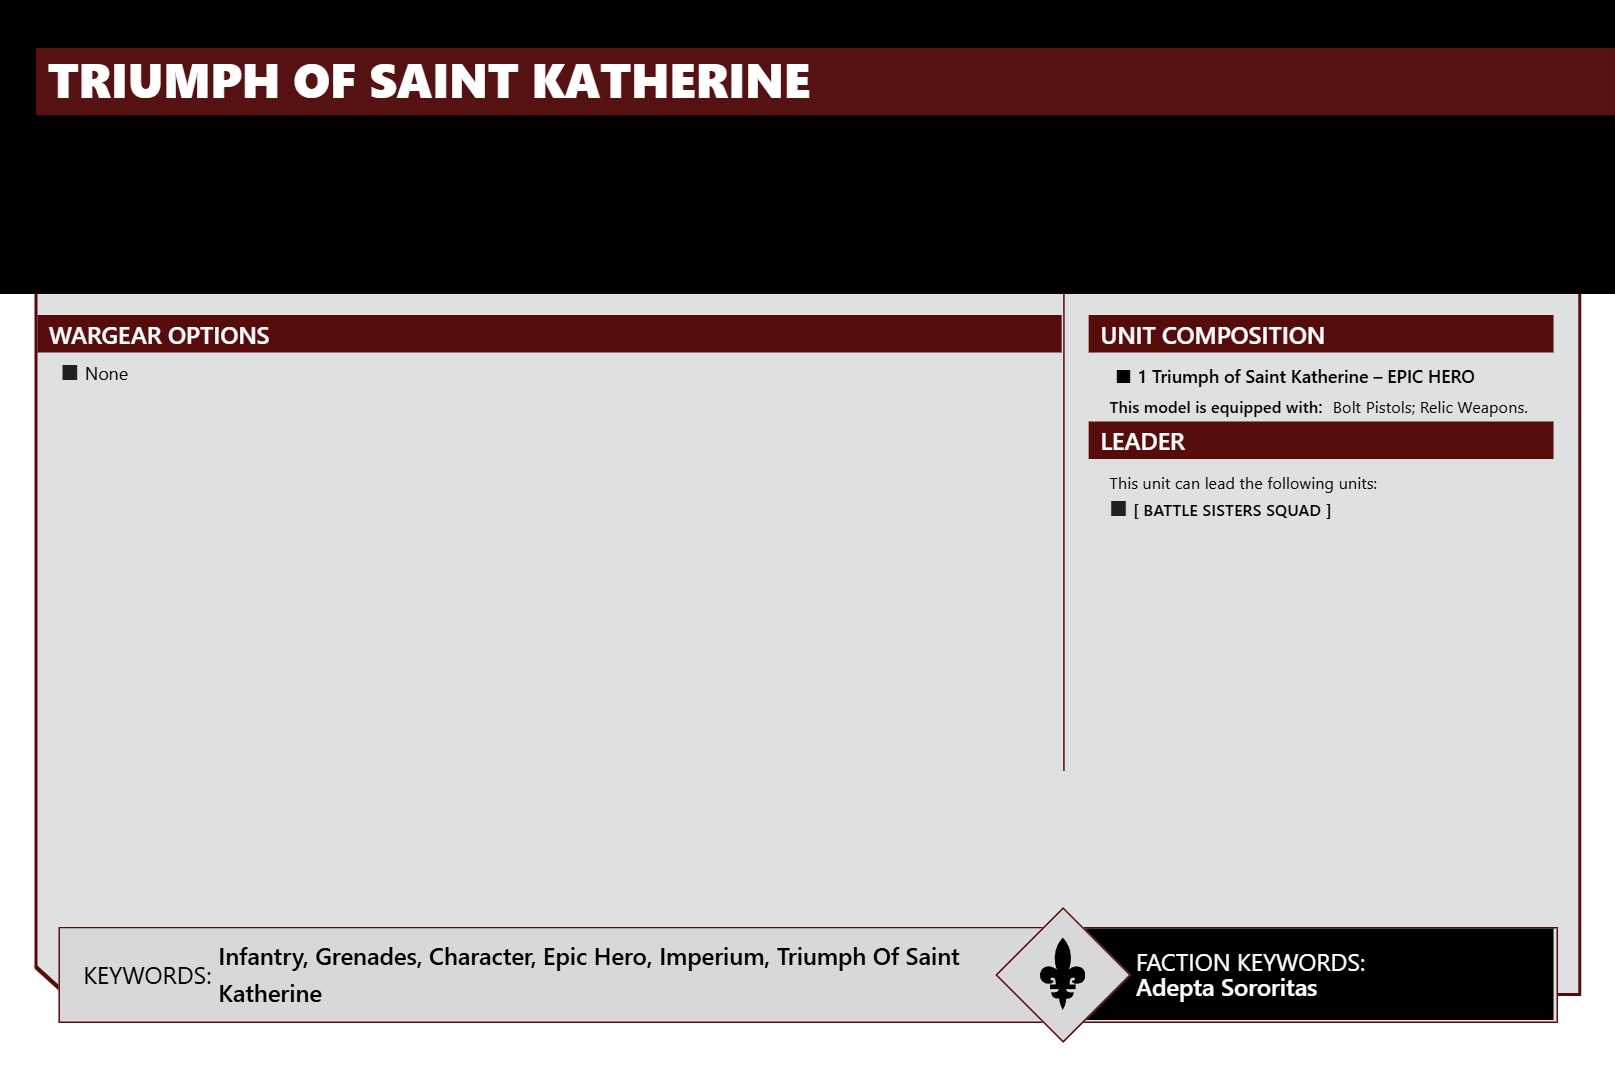 TRIUMPH OF SAINT KATHERINE
WARGEAR OPTIONS
None
UNIT COMPOSITION
1 Triumph of Saint Katherine – EPIC HERO
This model is equipped with: Bolt Pistols; Relic Weapons.
LEADER
This unit can lead the following units:
[ BATTLE SISTERS SQUAD ]
KEYWORDS: Infantry, Grenades, Character, Epic Hero, Imperium, Triumph Of Saint
Katherine
FACTION KEYWORDS:
Adepta Sororitas